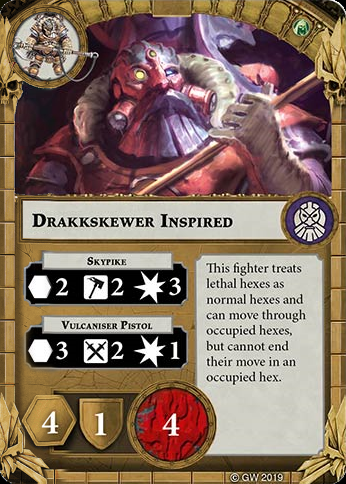 Drakkskewer Inspired
Skypike
2 2 3
Vulcaniser Pistol
3 2 1
This fighter treats
lethal hexes as
normal hexes and
can move through
occupied hexes,
but cannot end
their move in an
occupied hex.
4 1 4
© GW 2019